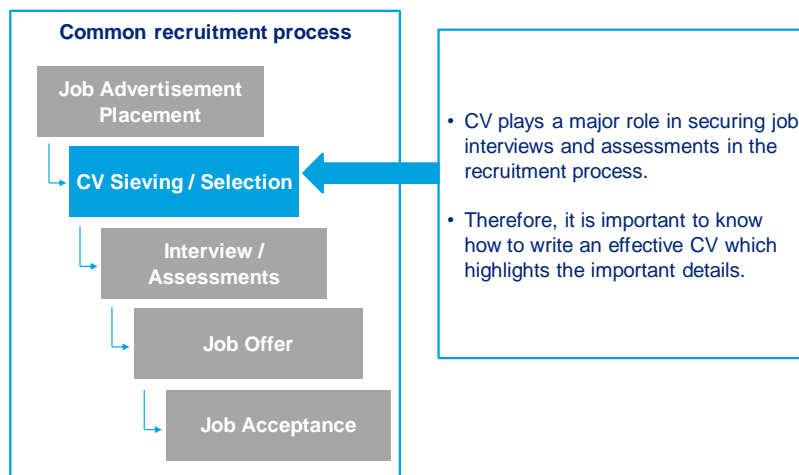 Common recruitment process
Job Advertisement
Placement
CV Sieving / Selection
Interview /
Assessments
Job Offer
Job Acceptance
• CV plays a major role in securing job
interviews and assessments in the
recruitment process.
• Therefore, it is important to know
how to write an effective CV which
highlights the important details.